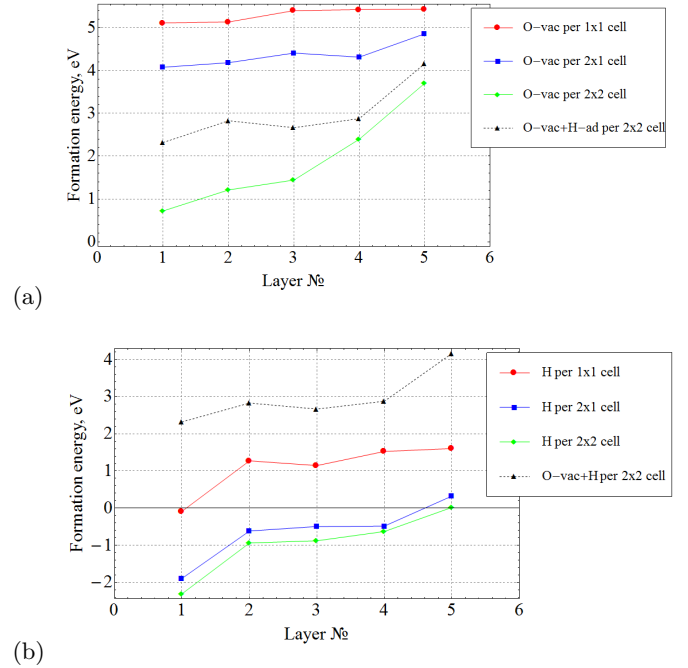 5
4
3
2
1
0
Formation energy, eV
0 1 2 3 4 5 6
Layer №
O-vac per 1x1 cell
O-vac per 2x1 cell
O-vac per 2x2 cell
O-vac+H-ad per 2x2 cell
(a)
4
3
2
1
0
−1
−2
Formation energy, eV
0 1 2 3 4 5 6
Layer №
H per 1x1 cell
H per 2x1 cell
H per 2x2 cell
O-vac+H per 2x2 cell
(b)